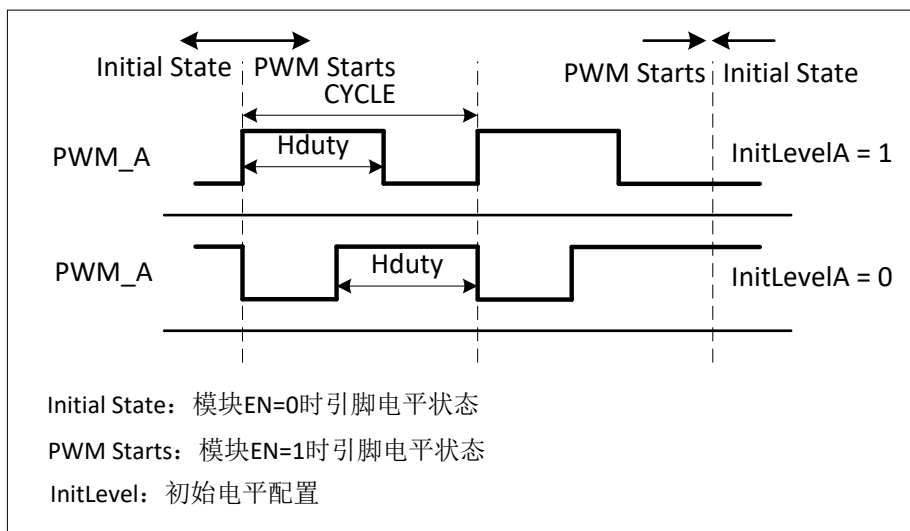 Initial State PWM Starts PWM Starts Initial State
CYCLE
PWM_A Hduty InitLevelA = 1
PWM_A Hduty InitLevelA = 0
Initial State：模块EN=0时引脚电平状态
PWM Starts：模块EN=1时引脚电平状态
InitLevel：初始电平配置